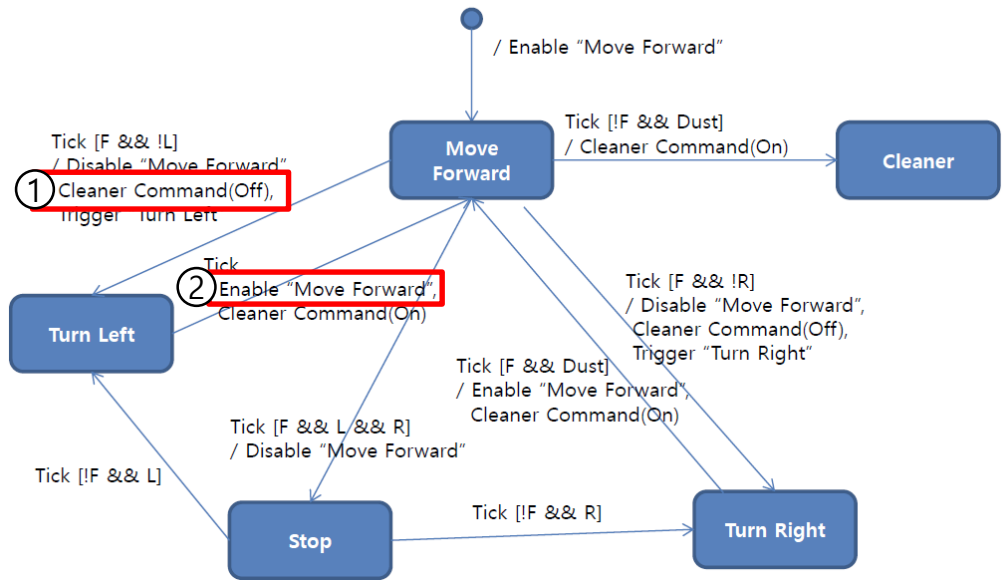 / Enable “Move Forward”
Tick [F && !L]
/ Disable “Move Forward”
① Cleaner Command(Off),
Trigger “Turn Left”
Tick [!F && Dust]
/ Cleaner Command(On)
Move
Forward
Cleaner
Tick
② Enable “Move Forward”,
Cleaner Command(On)
Tick [F && !R]
/ Disable “Move Forward”,
Cleaner Command(Off),
Trigger “Turn Right”
Turn Left
Tick [F && Dust]
/ Enable “Move Forward”,
Cleaner Command(On)
Tick [F && L && R]
/ Disable “Move Forward”
Tick [!F && L]
Tick [!F && R]
Stop
Turn Right